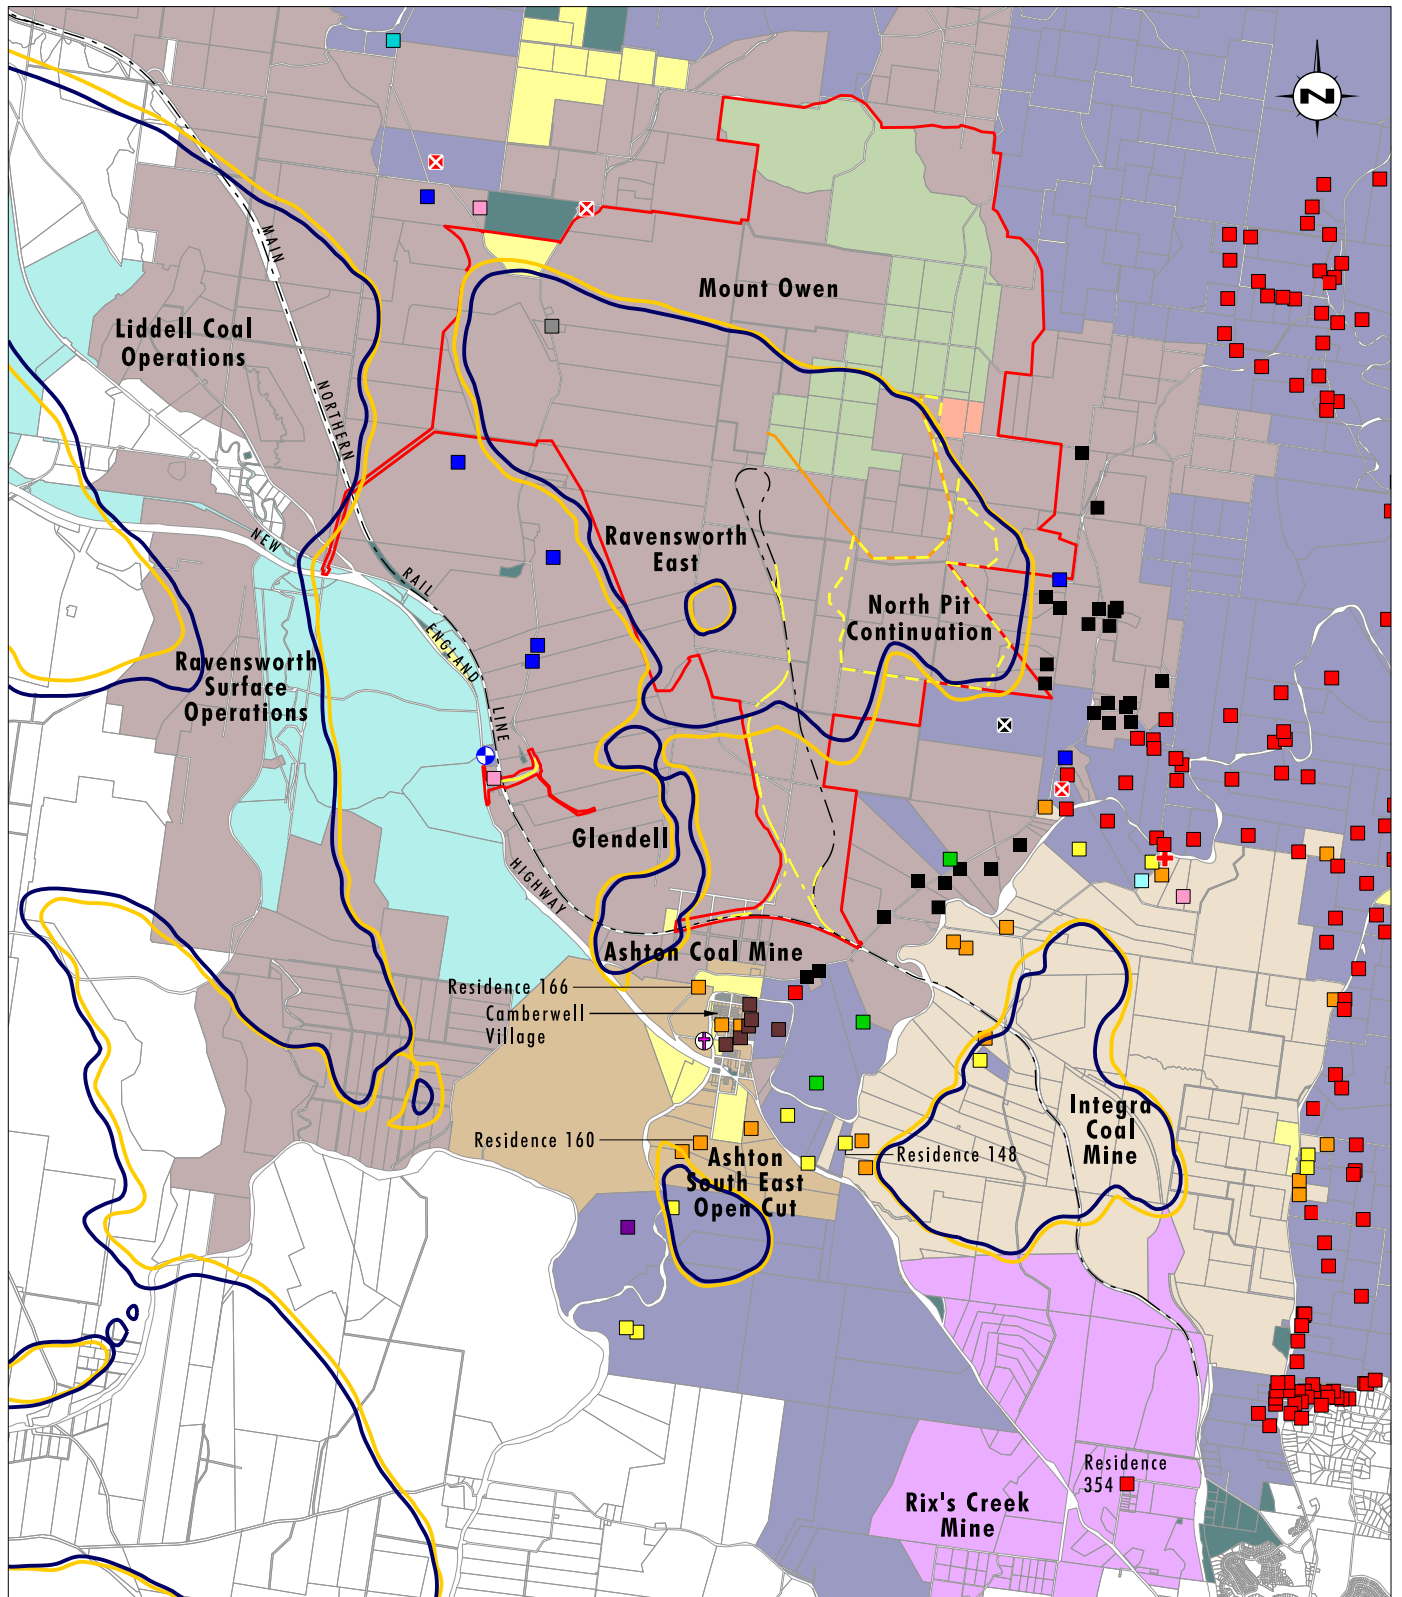 N
MAIN
Mount Owen
Liddell Coal
Operations
NORTHERN
NEW
Ravensworth
East
RAIL
North Pit
Continuation
ENGLAND
Ravensworth
Surface
Operations
LINE
Glendell
HIGHWAY
Ashton Coal Mine
Residence 166
Camberwell
Village
Integra
Coal
Mine
Residence 160
Residence 148
Ashton
South East
Open Cut
Residence
354
Rix's Creek
Mine